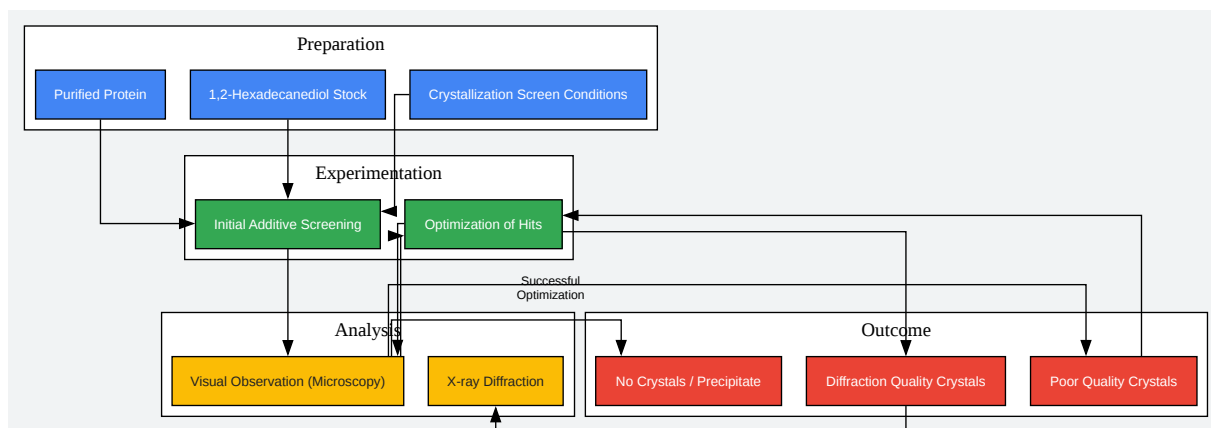 Preparation
Purified Protein
1,2-Hexadecanediol Stock
Crystallization Screen Conditions
Experimentation
Initial Additive Screening
Optimization of Hits
Successful
Optimization
Analysis
Outcome
Visual Observation (Microscopy)
X-ray Diffraction
No Crystals / Precipitate
Diffraction Quality Crystals
Poor Quality Crystals